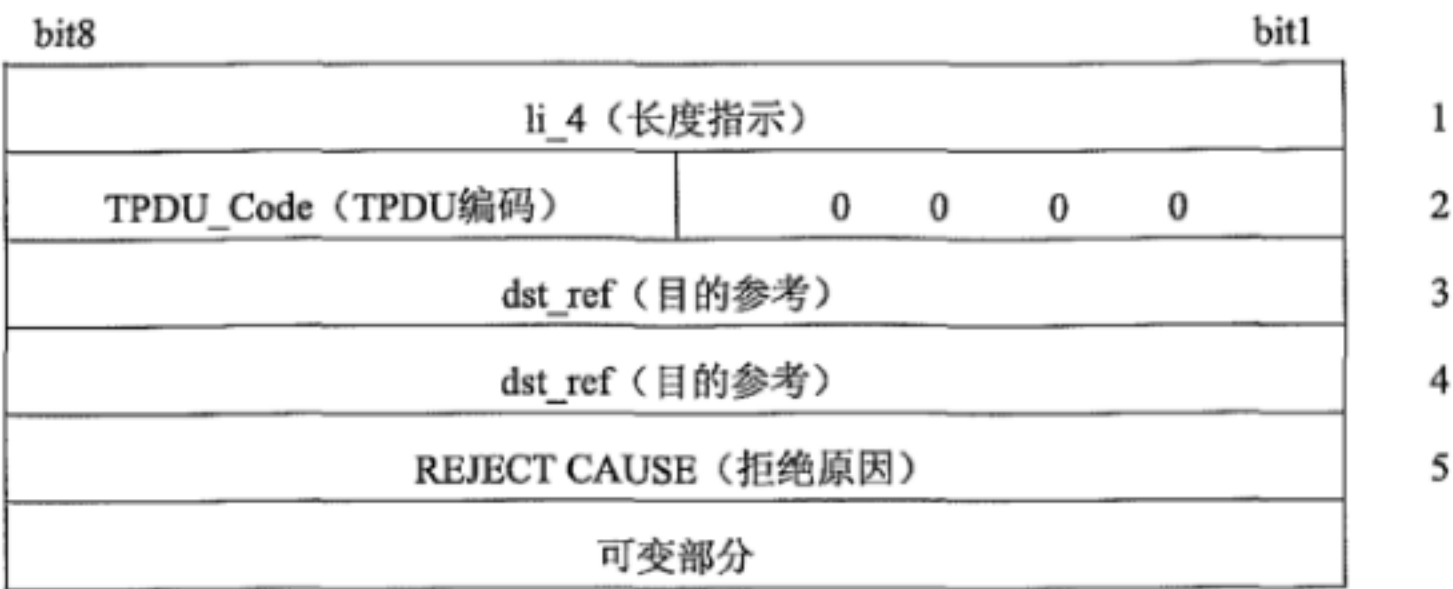 bit8 bit1
li_4（长度指示） 1
TPDU_Code（TPDU编码） 0 0 0 0 2
dst_ref（目的参考） 3
dst_ref（目的参考） 4
REJECT CAUSE（拒绝原因） 5
可变部分